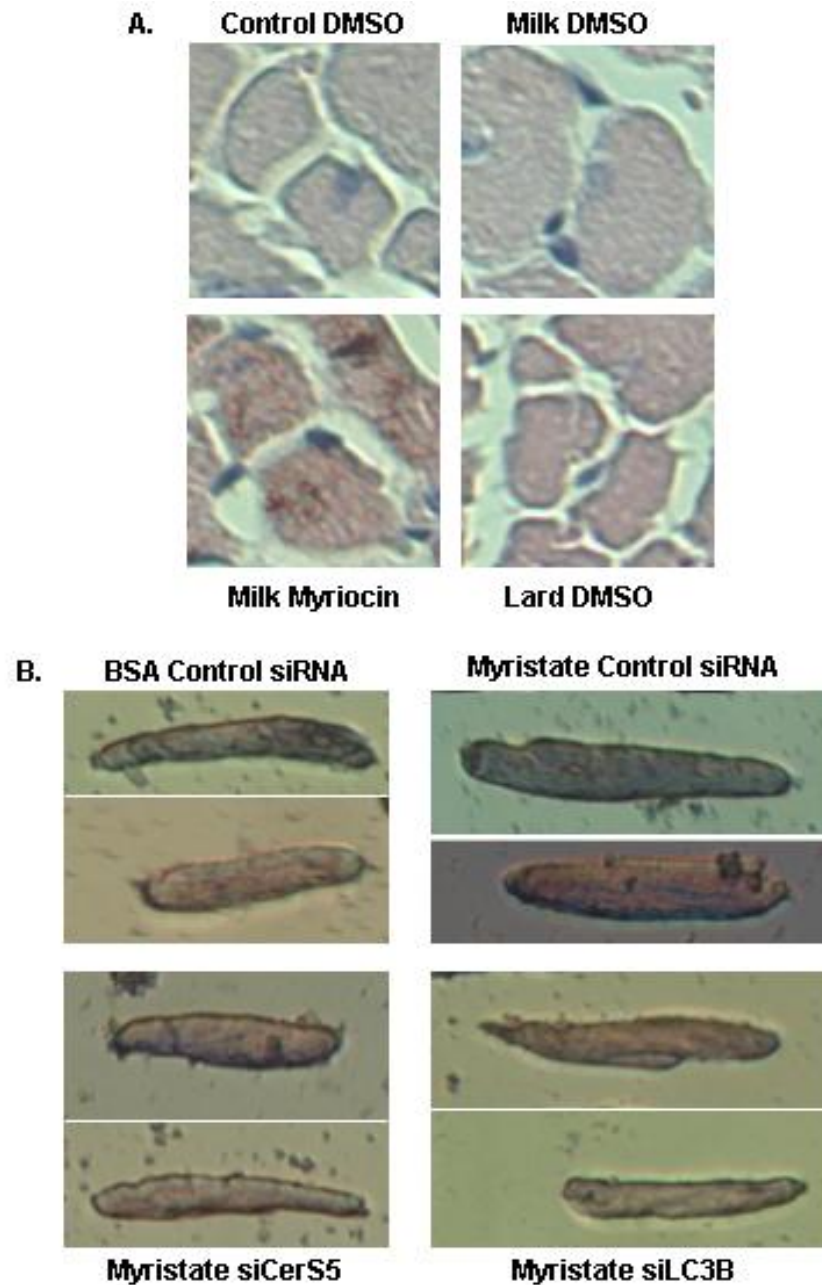 A.
Control DMSO
Milk DMSO
Milk Myriocin
Lard DMSO
B.
BSA Control siRNA
Myristate Control siRNA
Myristate siCerS5
Myristate siLC3B